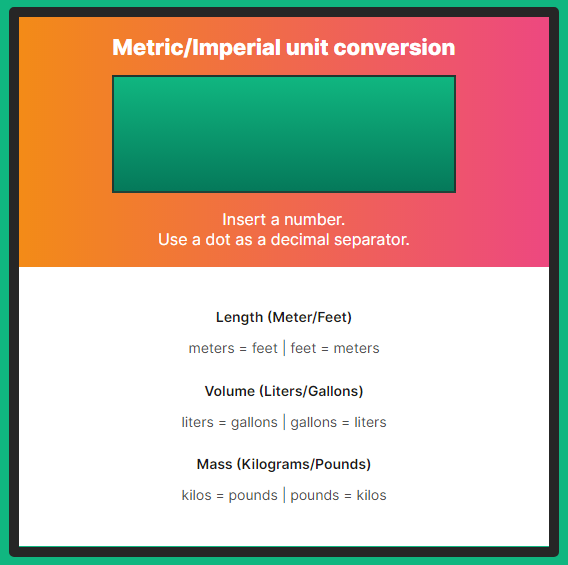 Metric/Imperial unit conversion
Insert a number.
Use a dot as a decimal separator.
Length (Meter/Feet)
meters = feet | feet = meters
Volume (Liters/Gallons)
liters = gallons | gallons = liters
Mass (Kilograms/Pounds)
kilos = pounds | pounds = kilos